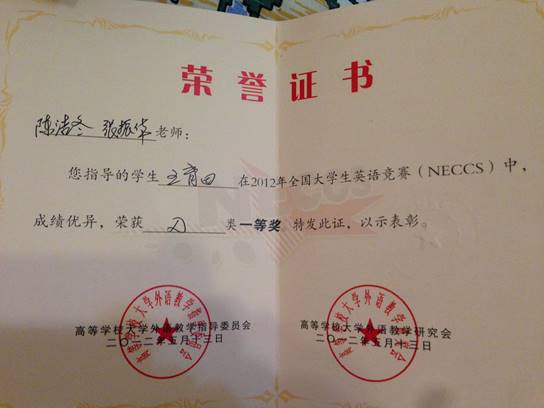 荣誉证书
陈洁冬 张振华老师:
您指导的学生王育田在2012年全国大学生英语竞赛(NECCS)中,
成绩优异,荣获 D 类一等奖 特发此证,以示表彰。
高等学校大学外语教学指导委员会
二〇一二年五月十三日
高等学校大学外语教学研究会
二〇一二年五月十三日